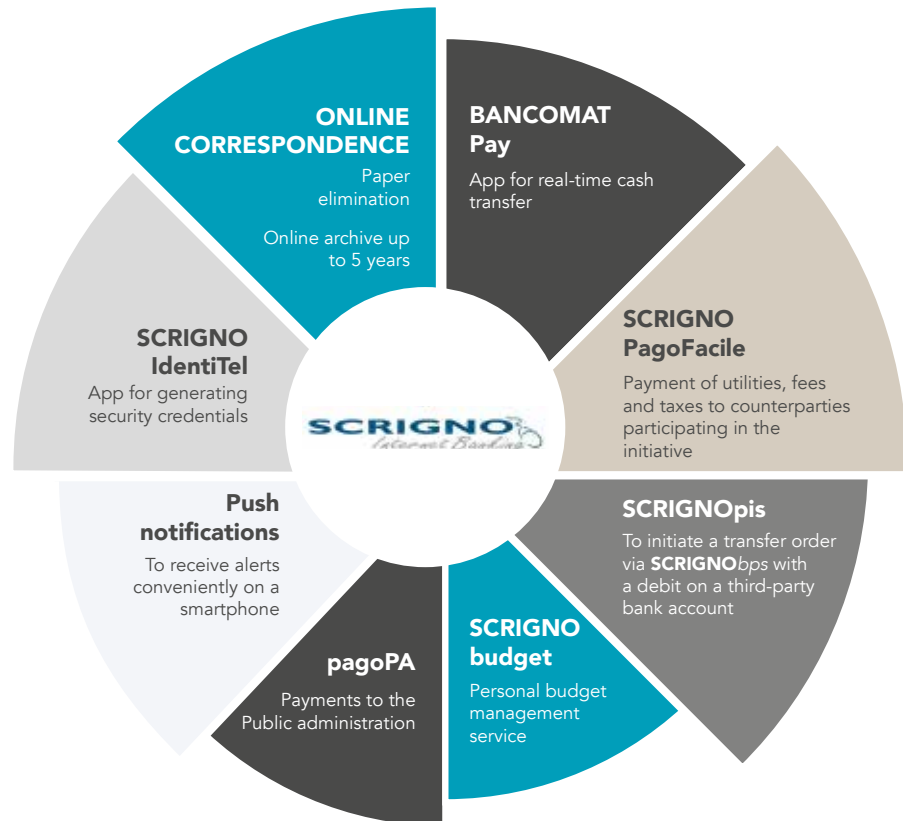 ONLINE
CORRESPONDENCE
Paper
elimination
Online archive up
to 5 years
BANCOMAT
Pay
App for real-time cash
transfer
SCRIGNO
PagoFacile
Payment of utilities, fees
and taxes to counterparties
participating in the
initiative
SCRIGNOpis
To initiate a transfer order
via SCRIGNObps with
a debit on a third-party
bank account
SCRIGNO
budget
Personal budget
management
service
pagoPA
Payments to the
Public administration
Push
notifications
To receive alerts
conveniently on a
smartphone
SCRIGNO
IdentiTel
App for generating
security credentials
SCRIGNO
Internet Banking